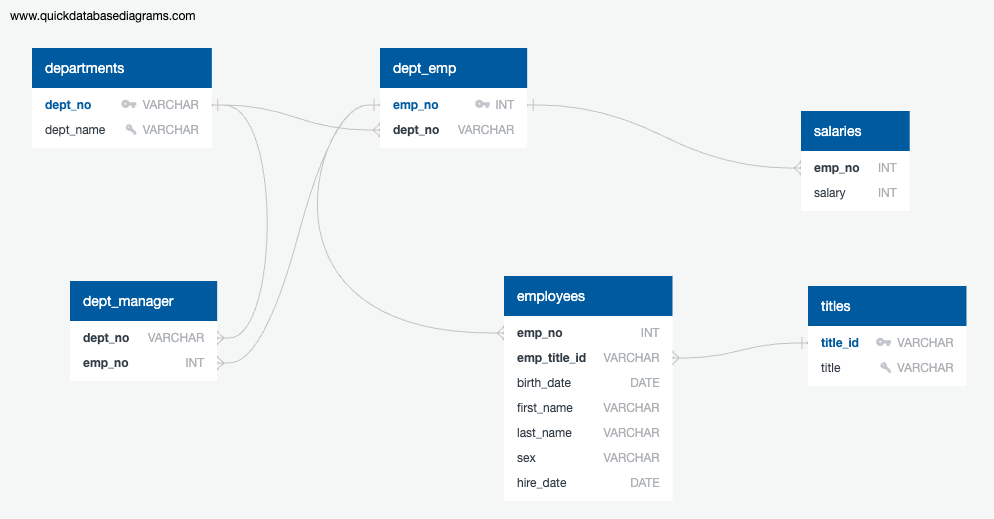 www.quickdatabasediagrams.com
departments
dept_no VARCHAR
dept_name VARCHAR
dept_emp
emp_no INT
dept_no VARCHAR
salaries
emp_no INT
salary INT
dept_manager
dept_no VARCHAR
emp_no INT
employees
emp_no INT
emp_title_id VARCHAR
birth_date DATE
first_name VARCHAR
last_name VARCHAR
sex VARCHAR
hire_date DATE
titles
title_id VARCHAR
title VARCHAR